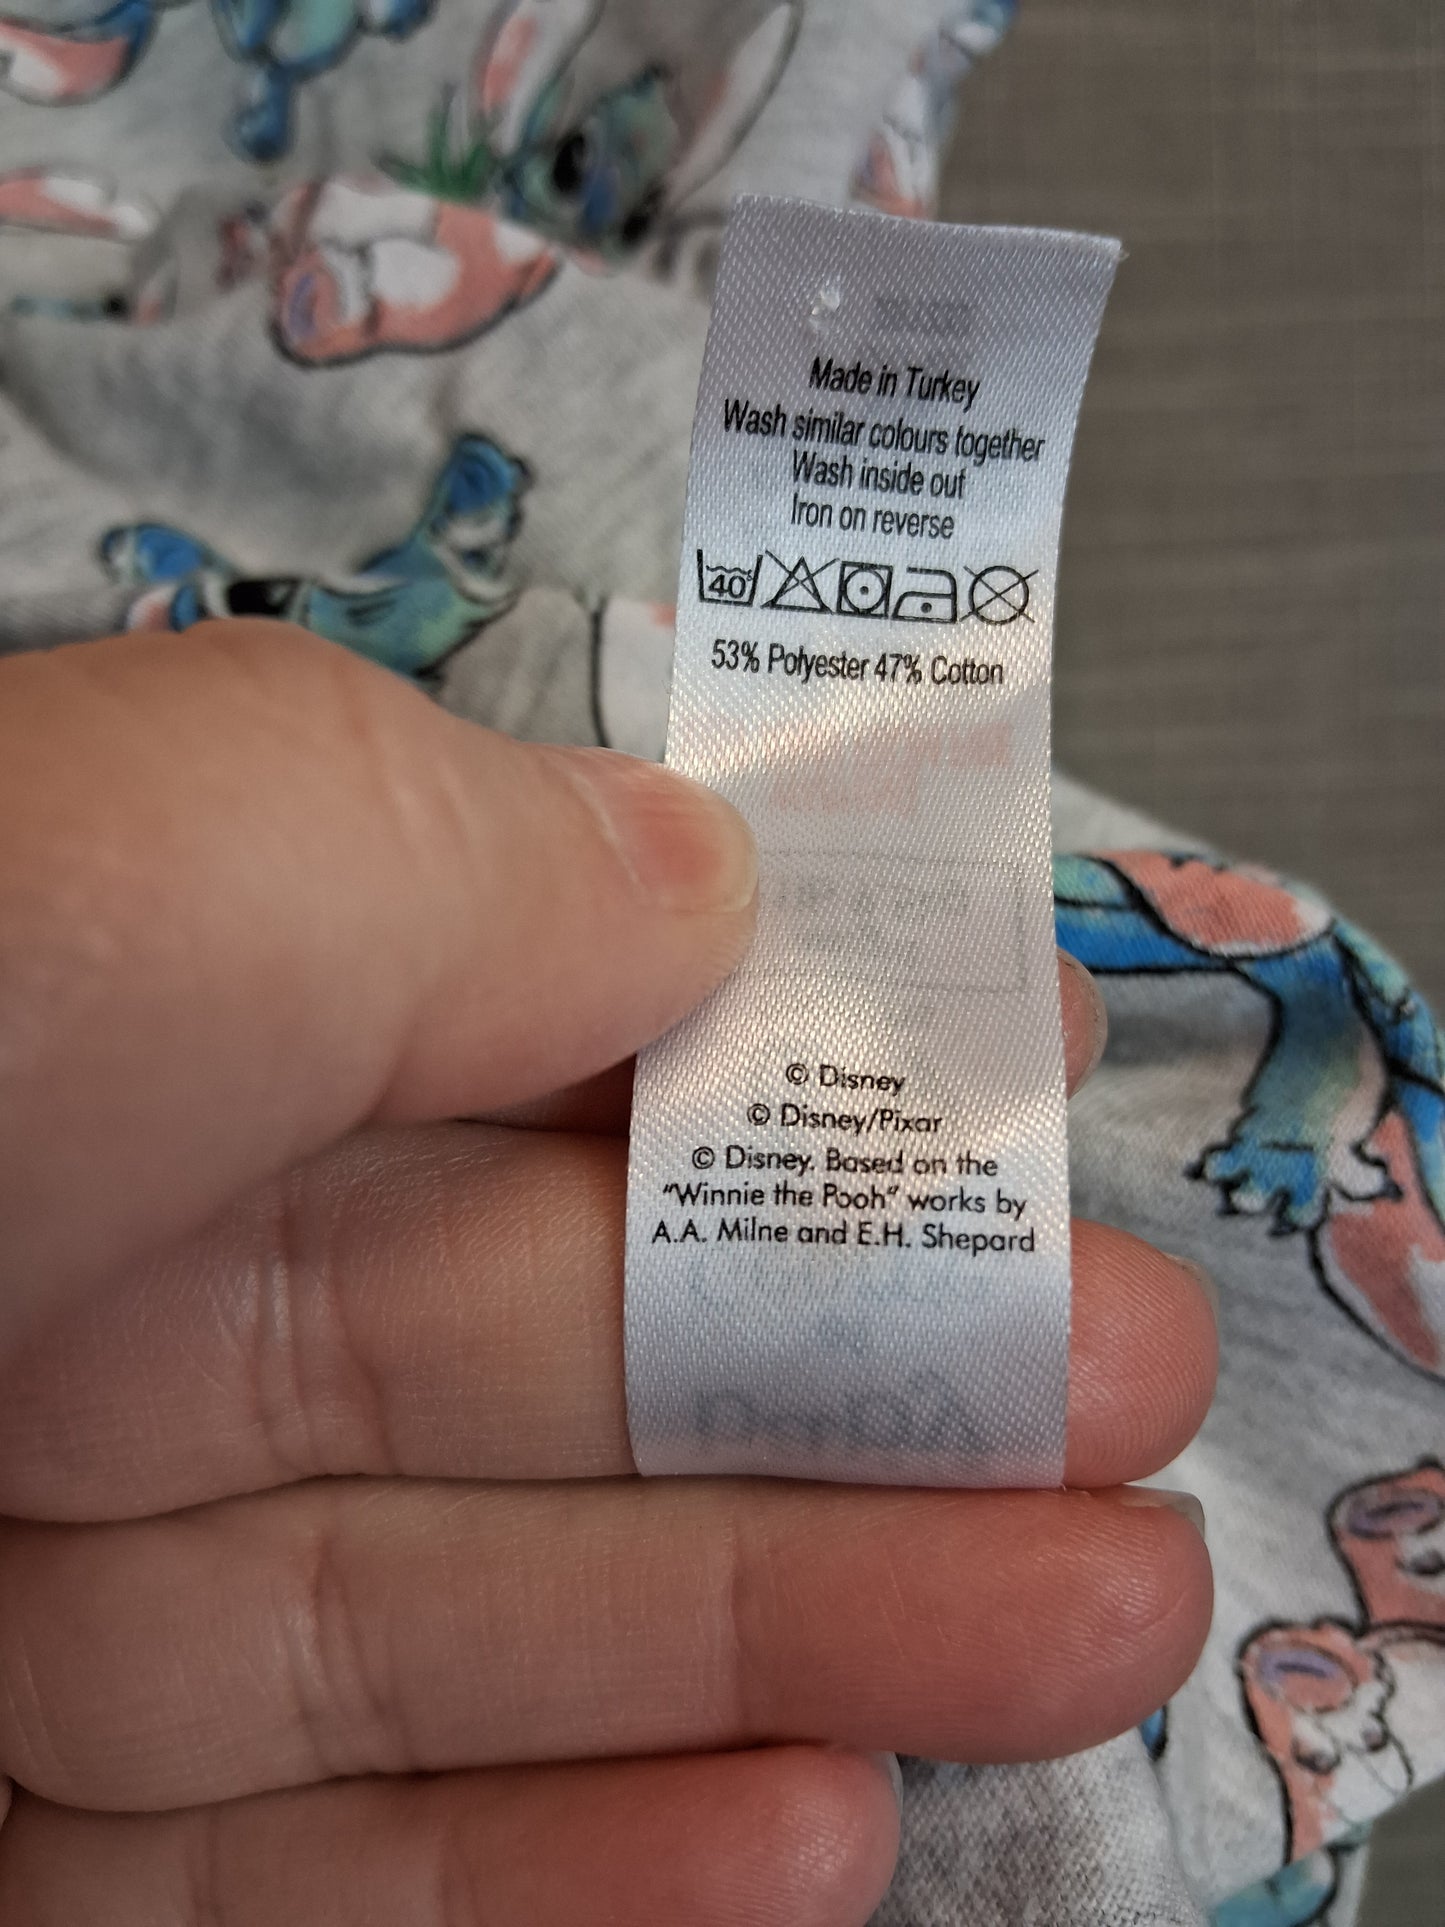 Made in Turkey
Wash similar colours together
Wash inside out
Iron on reverse
40
53% Polyester 47% Cotton
© Disney
© Disney/Pixar
© Disney. Based on the
"Winnie the Pooh" works by
A.A. Milne and E.H. Shepard